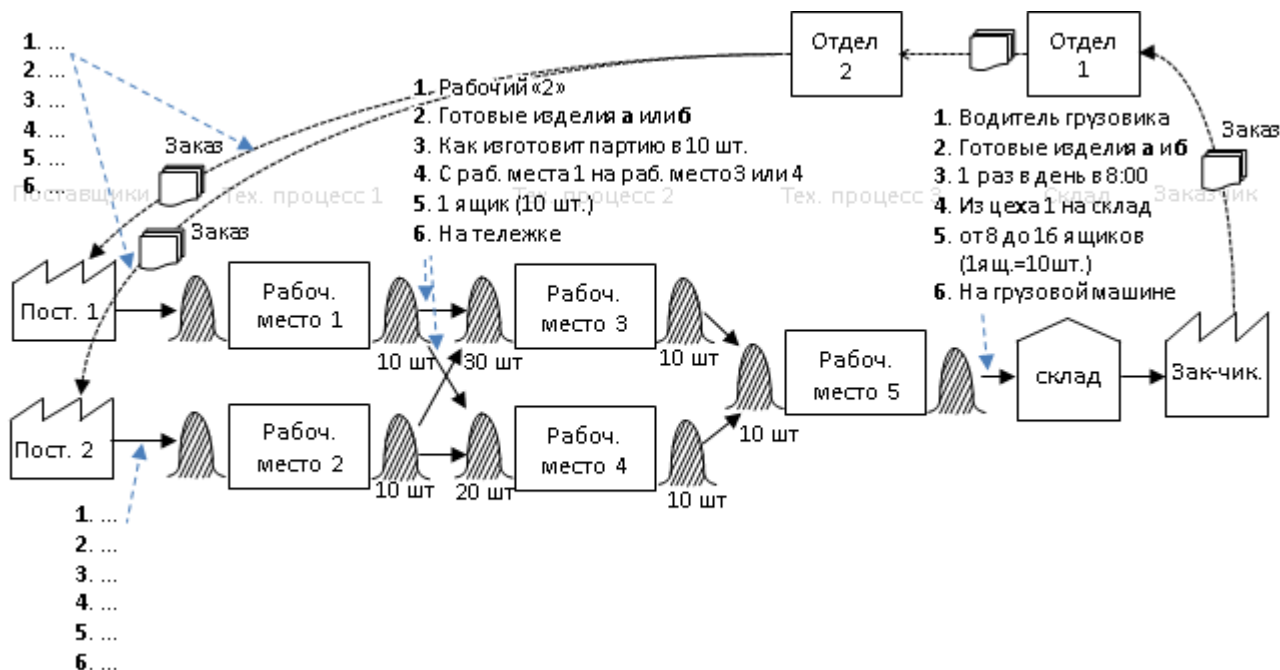 1. ...
2. ...
3. ...
4. ...
5. ...
6. ...
Заказ
Отдел
2
Отдел
1
1. Рабочий «2»
2. Готовые изделия а или б
3. Как изготовит партию в 10 шт.
4. С раб. места 1 на раб. место 3 или 4
5. 1 ящик (10 шт.)
6. На тележке
1. Водитель грузовика
2. Готовые изделия а и б
3. 1 раз в день в 8:00
4. Из цеха 1 на склад
5. от 8 до 16 ящиков
(1ящ.=10шт.)
6. На грузовой машине
Заказ
Поставщики
Тех. процесс 1
Тех. процесс 2
Тех. процесс 3
Склад
Заказчик
Заказ
Пост. 1
Рабоч.
место 1
10 шт
30 шт
Рабоч.
место 3
10 шт
Рабоч.
место 5
10 шт
склад
Зак-чик.
Пост. 2
Рабоч.
место 2
10 шт
20 шт
Рабоч.
место 4
10 шт
1. ...
2. ...
3. ...
4. ...
5. ...
6. ...